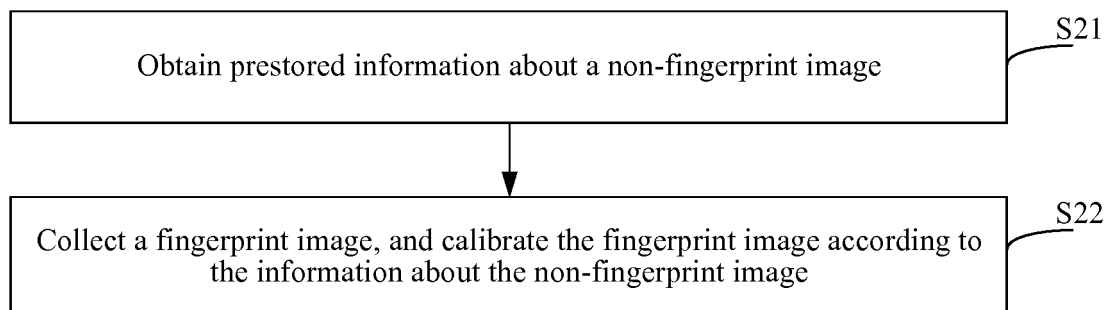 S21
Obtain prestored information about a non-fingerprint image
S22
Collect a fingerprint image, and calibrate the fingerprint image according to
the information about the non-fingerprint image